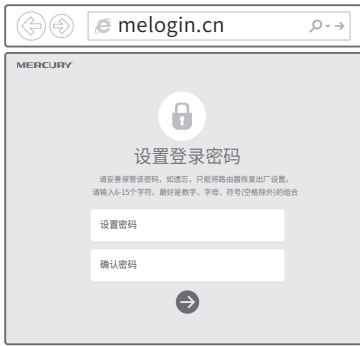 melogin.cn
MERCURY
设置登录密码
请妥善保管该密码，如遗忘，只能将路由器恢复出厂设置。
请输入6-15个字符，最好是数字、字母、符号(空格除外)的组合
设置密码
确认密码